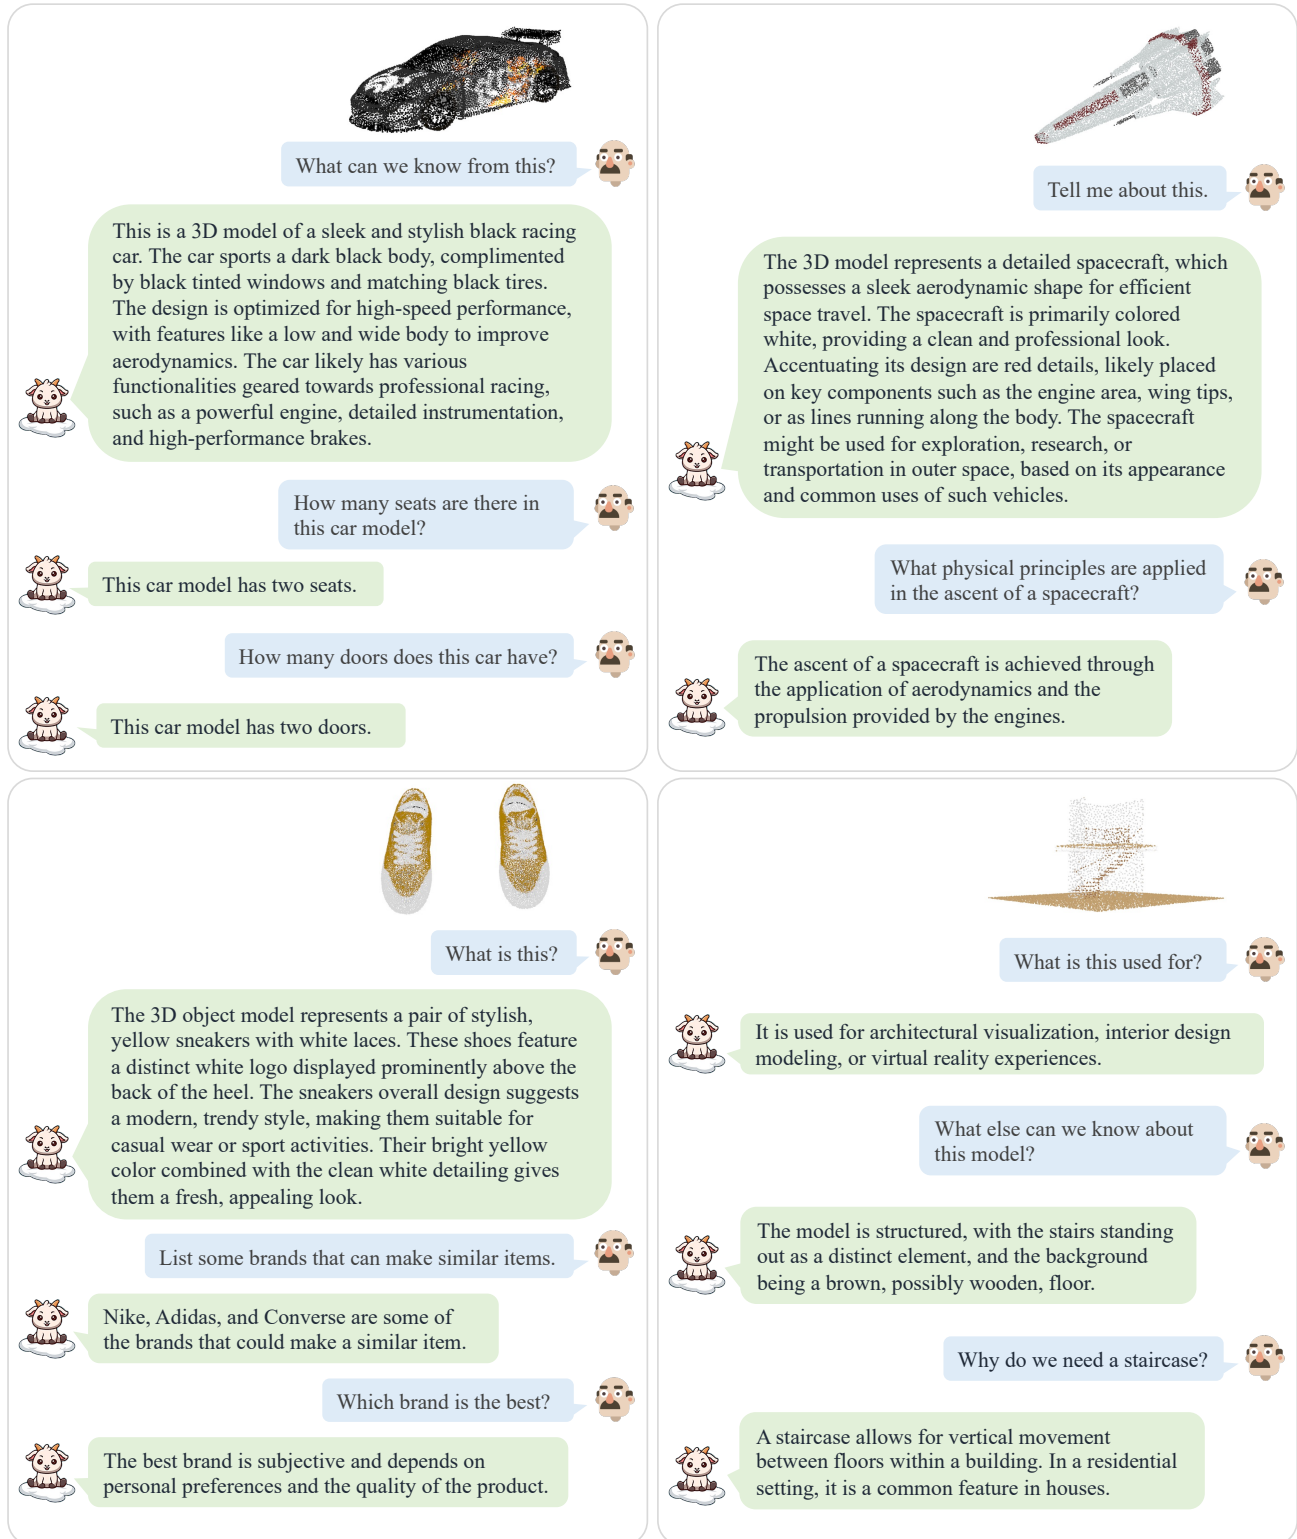 What can we know from this?
This is a 3D model of a sleek and stylish black racing
car. The car sports a dark black body, complimented
by black tinted windows and matching black tires.
The design is optimized for high-speed performance,
with features like a low and wide body to improve
aerodynamics. The car likely has various
functionalities geared towards professional racing,
such as a powerful engine, detailed instrumentation,
and high-performance brakes.
How many seats are there in
this car model?
This car model has two seats.
How many doors does this car have?
This car model has two doors.
Tell me about this.
The 3D model represents a detailed spacecraft, which
possesses a sleek aerodynamic shape for efficient
space travel. The spacecraft is primarily colored
white, providing a clean and professional look.
Accentuating its design are red details, likely placed
on key components such as the engine area, wing tips,
or as lines running along the body. The spacecraft
might be used for exploration, research, or
transportation in outer space, based on its appearance
and common uses of such vehicles.
What physical principles are applied
in the ascent of a spacecraft?
The ascent of a spacecraft is achieved through
the application of aerodynamics and the
propulsion provided by the engines.
What is this?
The 3D object model represents a pair of stylish,
yellow sneakers with white laces. These shoes feature
a distinct white logo displayed prominently above the
back of the heel. The sneakers overall design suggests
a modern, trendy style, making them suitable for
casual wear or sport activities. Their bright yellow
color combined with the clean white detailing gives
them a fresh, appealing look.
List some brands that can make similar items.
Nike, Adidas, and Converse are some of
the brands that could make a similar item.
Which brand is the best?
The best brand is subjective and depends on
personal preferences and the quality of the product.
What is this used for?
It is used for architectural visualization, interior design
modeling, or virtual reality experiences.
What else can we know about
this model?
The model is structured, with the stairs standing
out as a distinct element, and the background
being a brown, possibly wooden, floor.
Why do we need a staircase?
A staircase allows for vertical movement
between floors within a building. In a residential
setting, it is a common feature in houses.